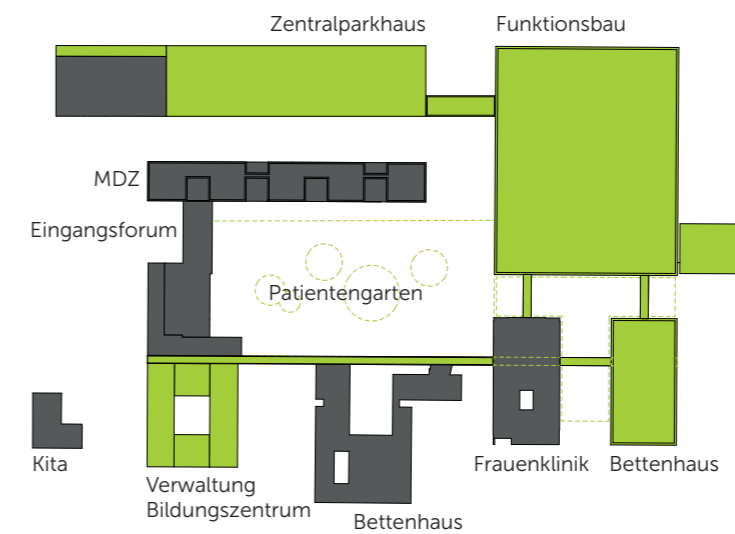 Zentralparkhaus
Funktionsbau
MDZ
Eingangsforum
Patientengarten
Kita
Verwaltung
Bildungszentrum
Bettenhaus
Frauenklinik
Bettenhaus